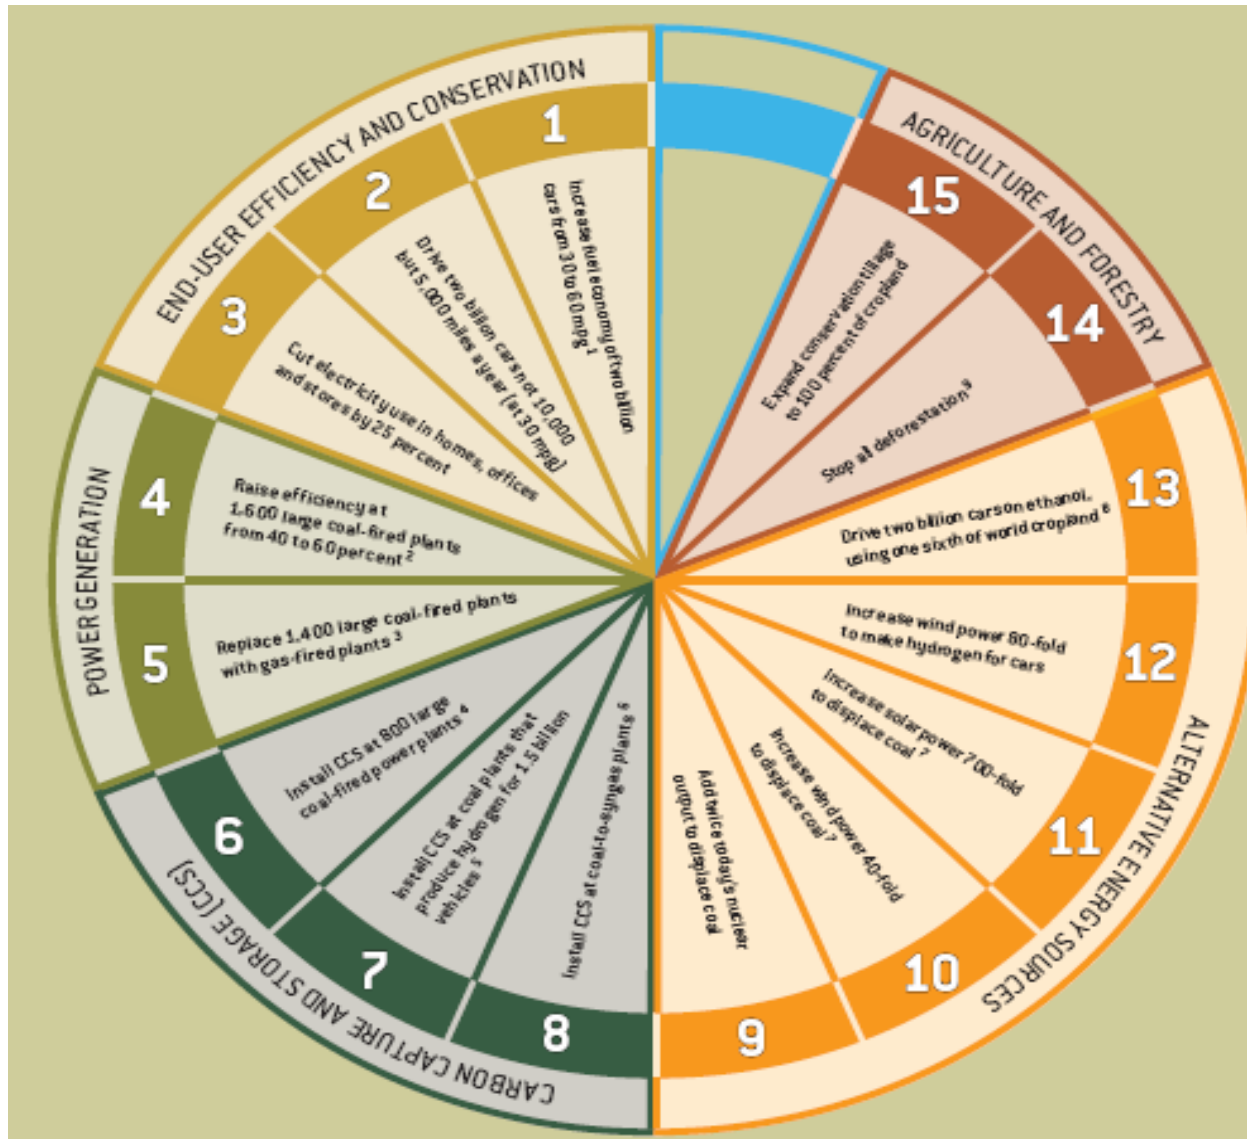 END-USER EFFICIENCY AND CONSERVATION
1
Increase fuel economy of two billion
cars from 30 to 60 mpg 1
2
Drive two billion cars not 10,000
but 5,000 miles a year (at 30 mpg)
3
Cut electricity use in homes, offices
and stores by 25 percent
POWER GENERATION
4
Raise efficiency at
1,600 large coal-fired plants
from 40 to 60 percent 2
5
Replace 1,400 large coal-fired plants
with gas-fired plants 3
CARBON CAPTURE AND STORAGE (CCS)
6
Install CCS at 800 large
coal-fired power plants 4
7
Install CCS at coal plants that
produce hydrogen for 1.5 billion
vehicles 5
8
Install CCS at coal-to-syngas plants 6
ALTERNATIVE ENERGY SOURCES
9
Add twice today's nuclear
output to displace coal
10
Increase wind power 40-fold
to displace coal 7
11
Increase solar power 700-fold
to displace coal 7
12
Increase wind power 80-fold
to make hydrogen for cars
13
Drive two billion cars on ethanol,
using one sixth of world cropland 8
AGRICULTURE AND FORESTRY
14
Stop all deforestation 9
15
Expand conservation tillage
to 100 percent of cropland